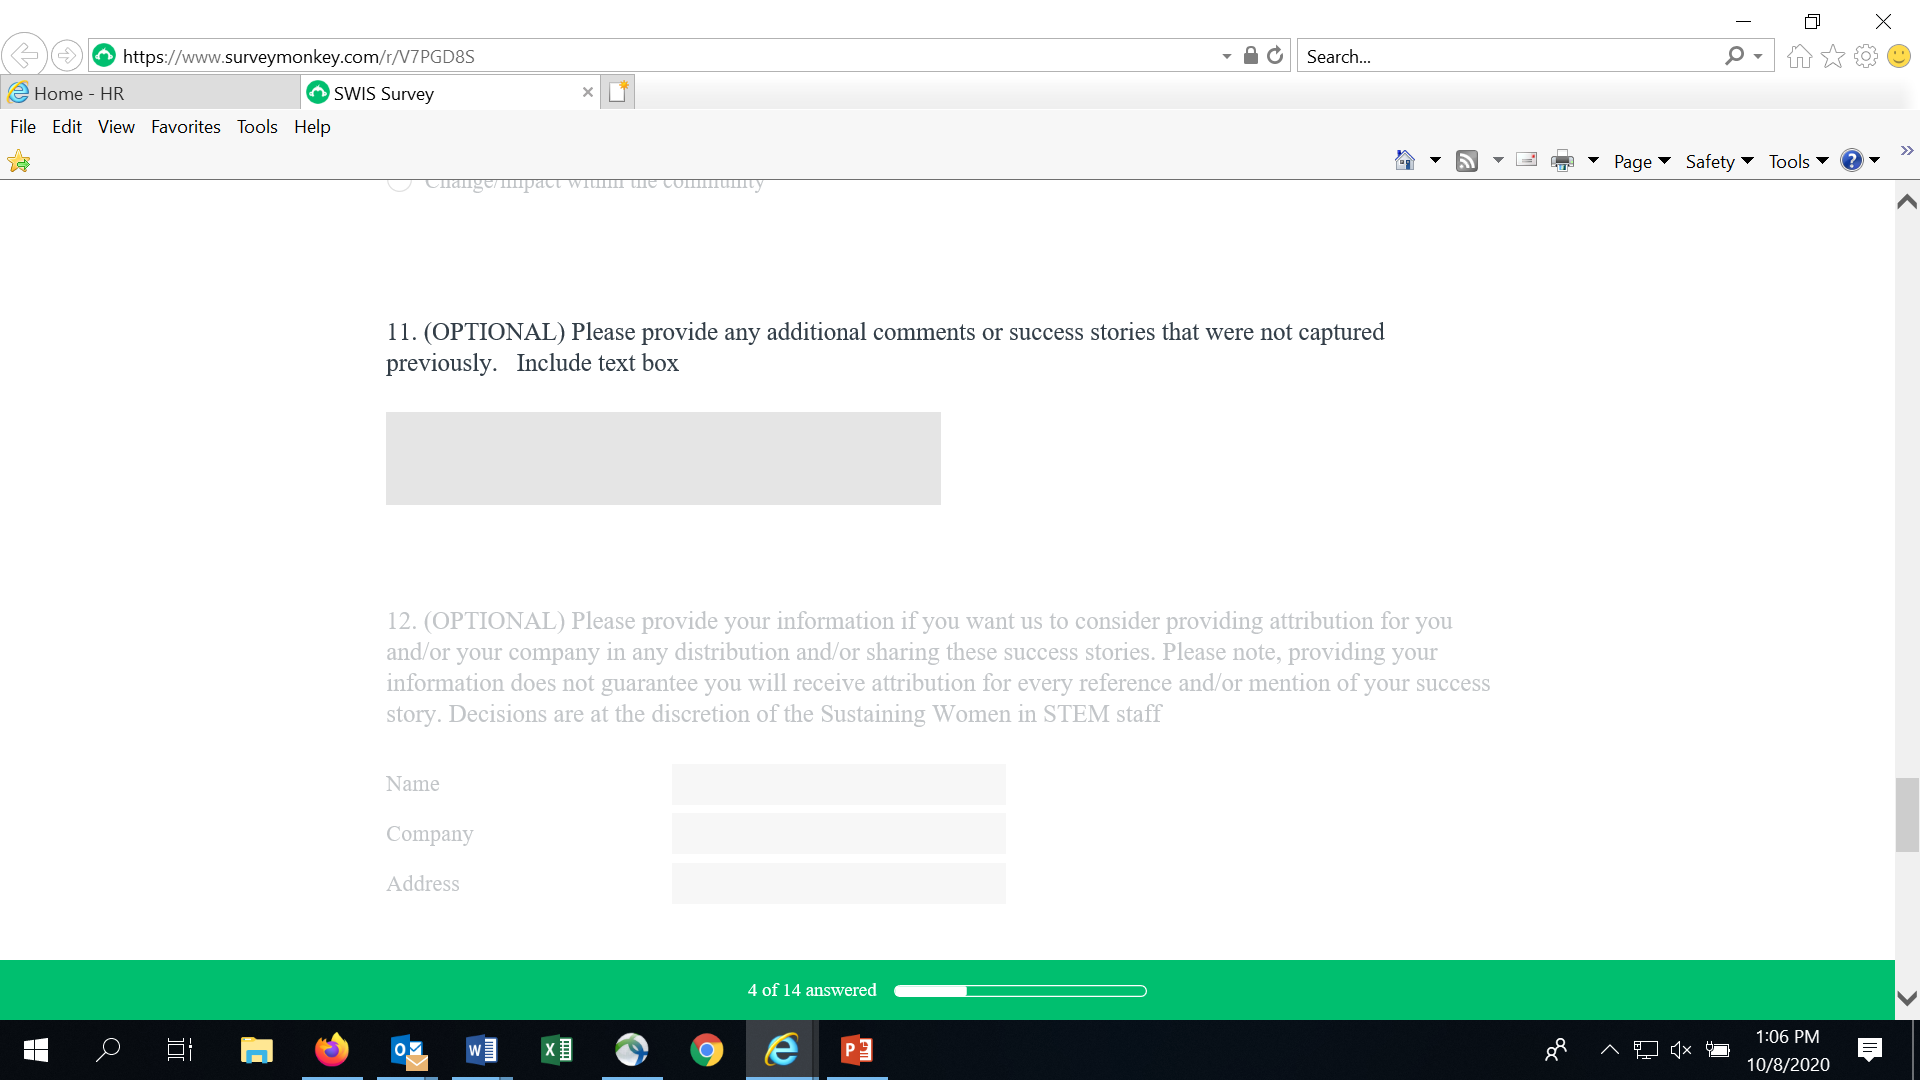 https://www.surveymonkey.com/r/V7PGD8S
Search...
Home - HR
SWIS Survey
File Edit View Favorites Tools Help
Page Safety Tools
Change/impact within the community
11. (OPTIONAL) Please provide any additional comments or success stories that were not captured
previously.   Include text box
12. (OPTIONAL) Please provide your information if you want us to consider providing attribution for you
and/or your company in any distribution and/or sharing these success stories. Please note, providing your
information does not guarantee you will receive attribution for every reference and/or mention of your success
story. Decisions are at the discretion of the Sustaining Women in STEM staff
Name
Company
Address
4 of 14 answered
1:06 PM
10/8/2020